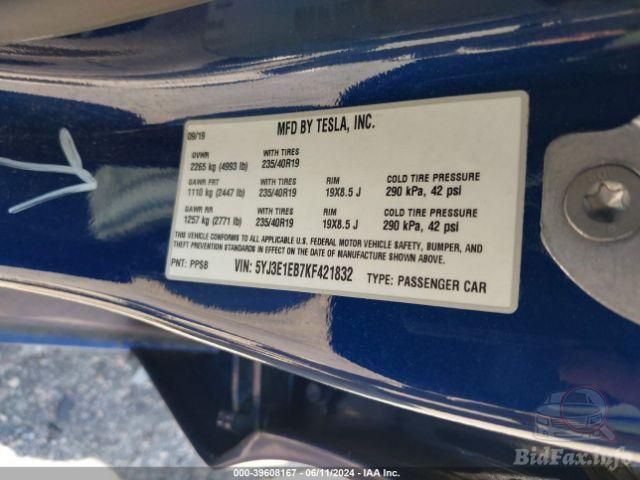 09/19 MFD BY TESLA, INC.
GVWR WITH TIRES
2265 kg (4993 lb) 235/40R19
GAWR FRT WITH TIRES RIM COLD TIRE PRESSURE
1110 kg (2447 lb) 235/40R19 19X8.5 J 290 kPa, 42 psi
GAWR RR WITH TIRES RIM COLD TIRE PRESSURE
1257 kg (2771 lb) 235/40R19 19X8.5 J 290 kPa, 42 psi
THIS VEHICLE CONFORMS TO ALL APPLICABLE U.S. FEDERAL MOTOR VEHICLE SAFETY, BUMPER, AND
THEFT PREVENTION STANDARDS IN EFFECT ON THE DATE OF MANUFACTURE SHOWN ABOVE.
PNT: PPSB VIN: 5YJ3E1EB7KF421832 TYPE: PASSENGER CAR
BidFax.info
000-39608167 - 06/11/2024 - IAA Inc.